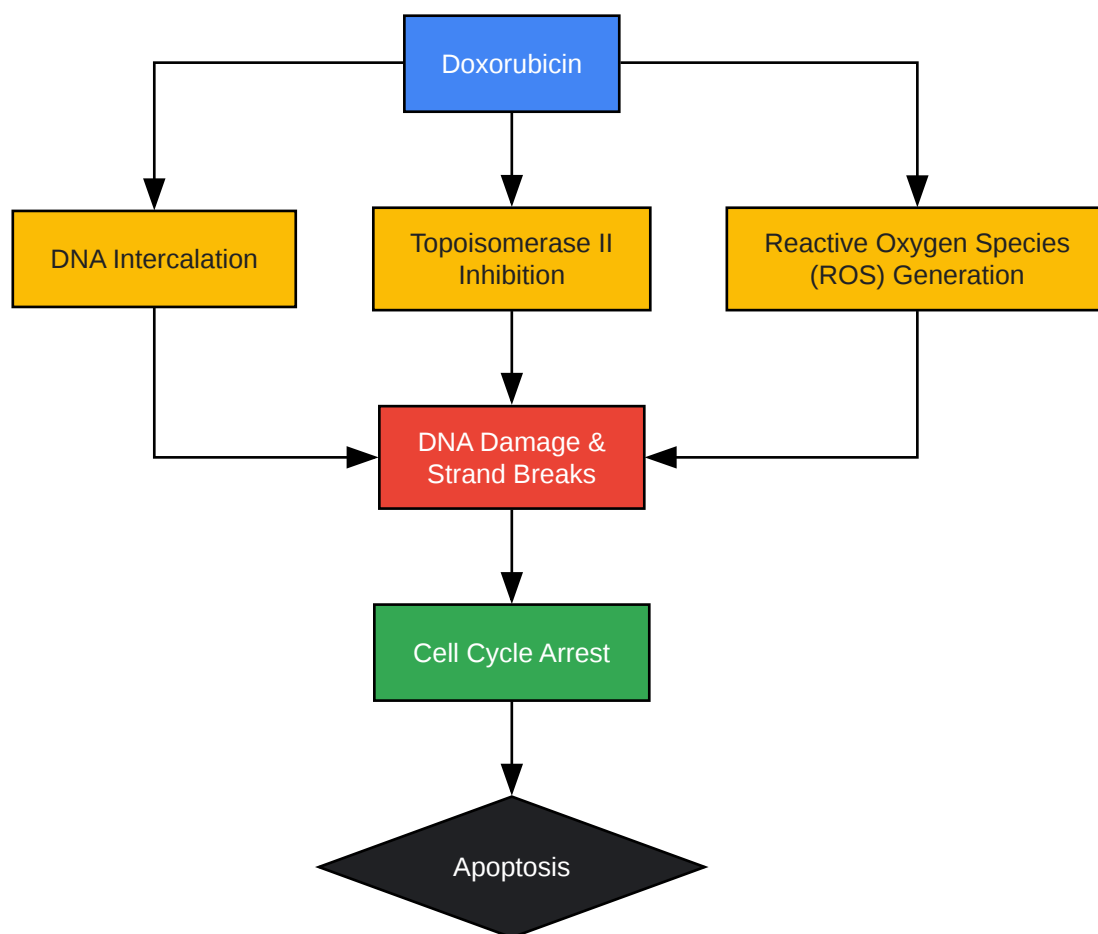 Doxorubicin
DNA Intercalation
Topoisomerase II
Inhibition
Reactive Oxygen Species
(ROS) Generation
DNA Damage &
Strand Breaks
Cell Cycle Arrest
Apoptosis